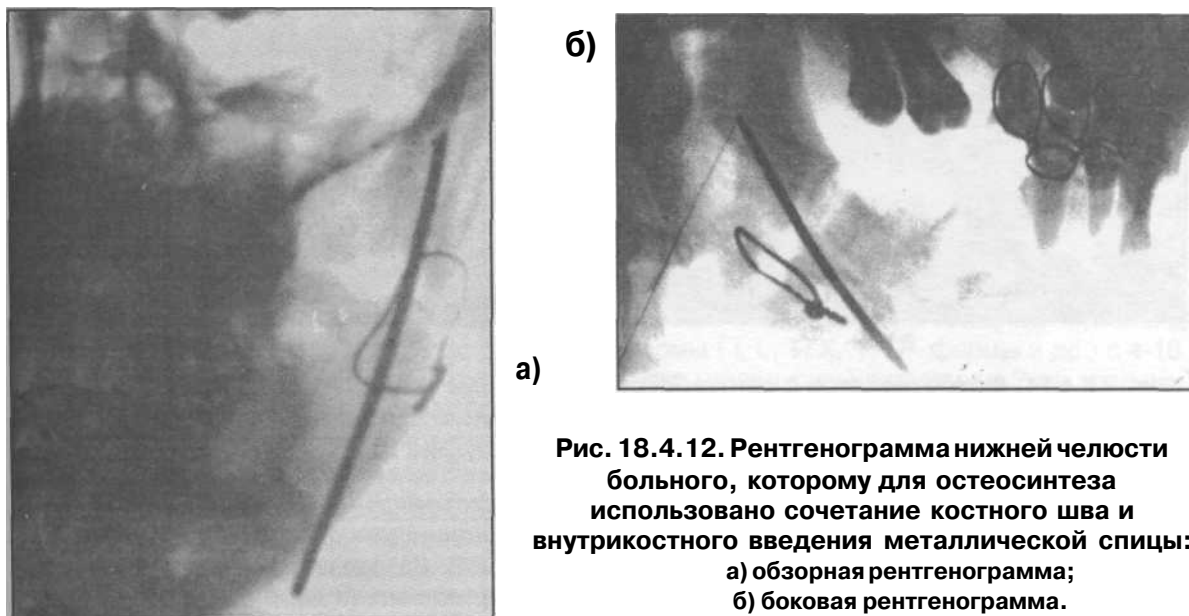 б)
а)
Рис. 18.4.12. Рентгенограмма нижней челюсти
больного, которому для остеосинтеза
использовано сочетание костного шва и
внутрикостного введения металлической спицы:
а) обзорная рентгенограмма;
б) боковая рентгенограмма.